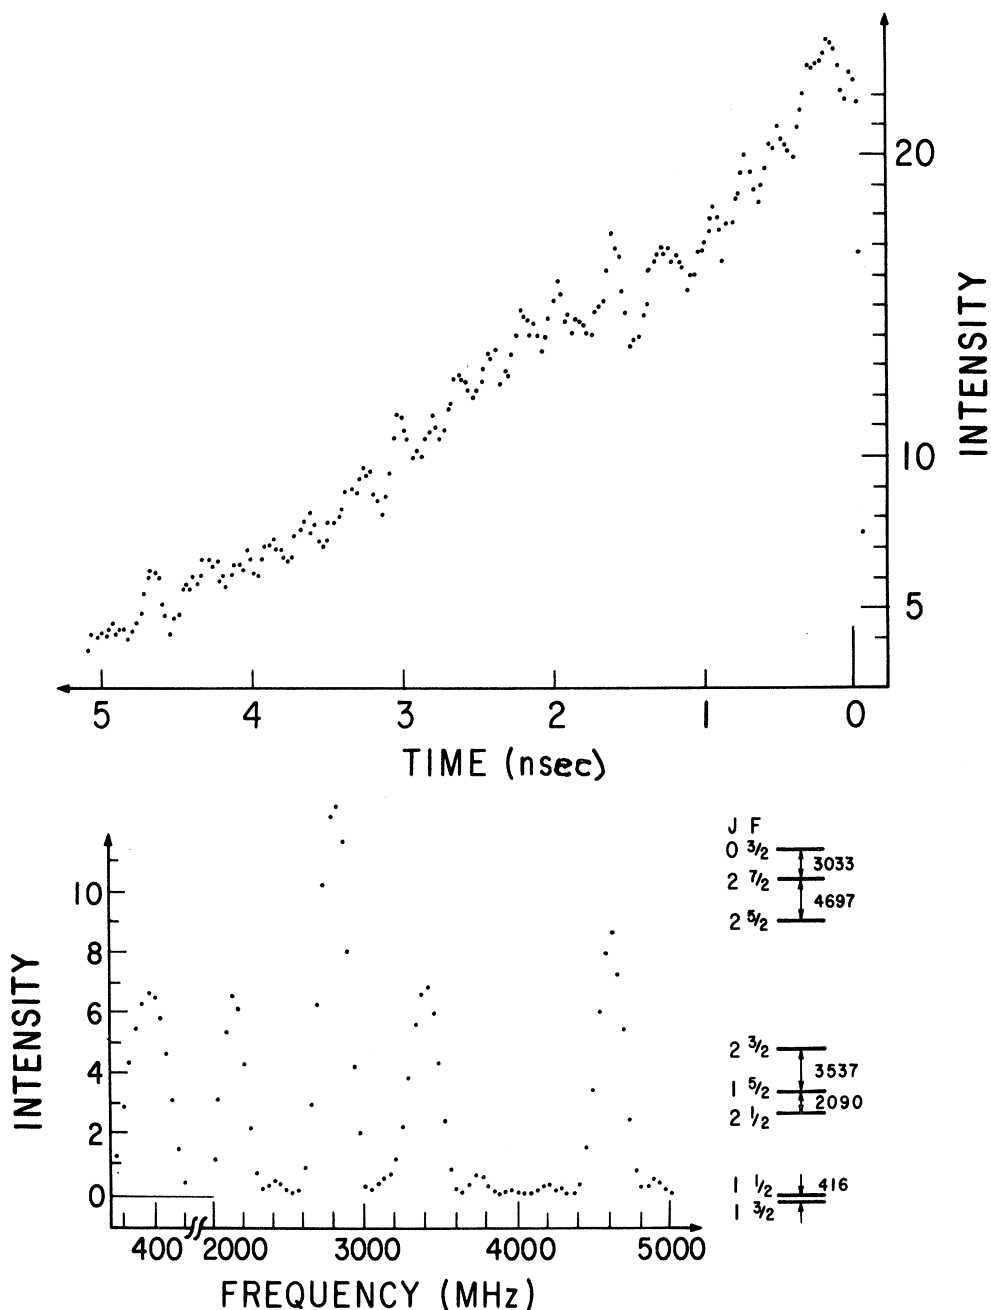 20
10
5
INTENSITY
5 4 3 2 1 0
TIME (nsec)
10
8
6
4
2
0
INTENSITY
400 2000 3000 4000 5000
FREQUENCY (MHz)
J F
0 3/2
3033
2 7/2
4697
2 5/2
2 3/2
3537
1 5/2
2090
2 1/2
1 1/2 416
1 3/2